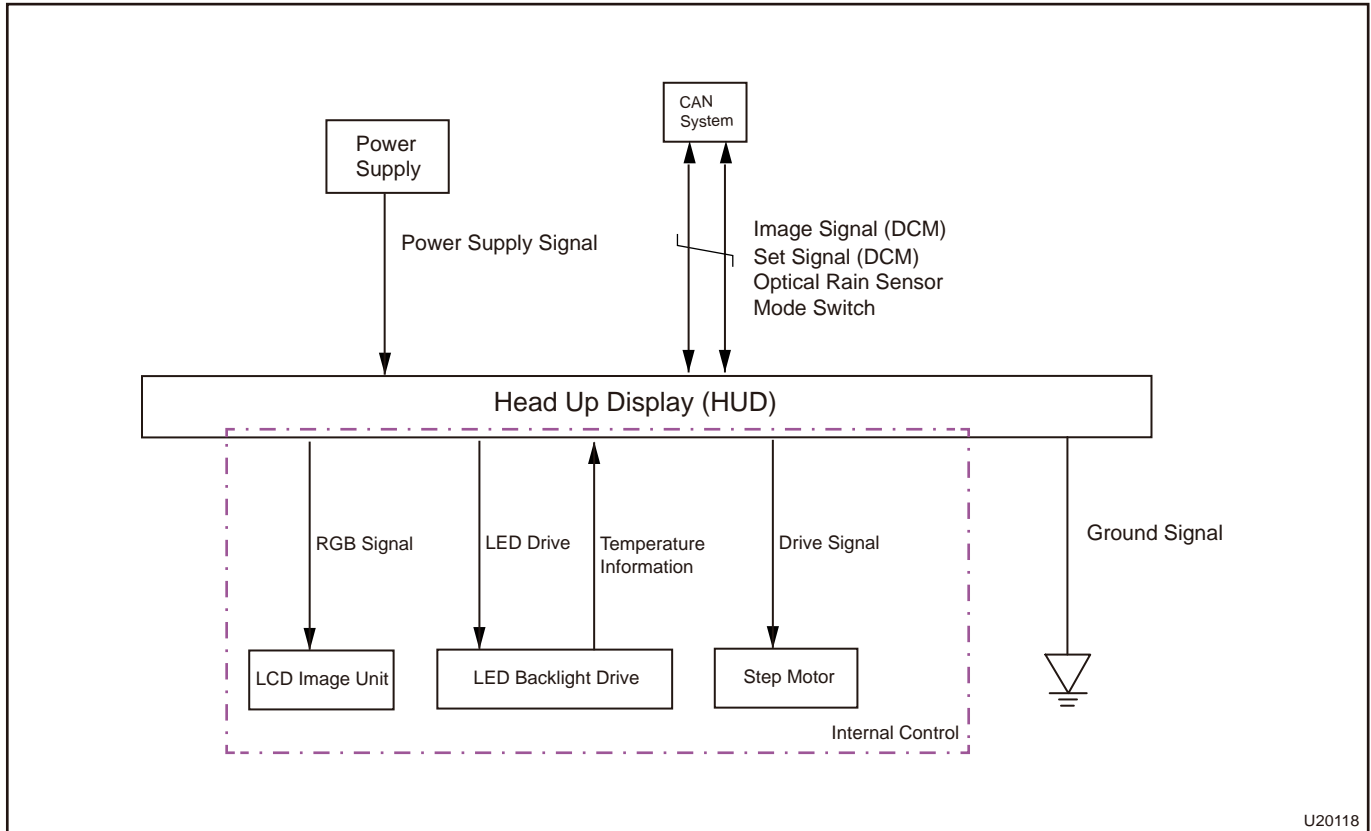 CAN
System
Power
Supply
Power Supply Signal
Image Signal (DCM)
Set Signal (DCM)
Optical Rain Sensor
Mode Switch
Head Up Display (HUD)
RGB Signal
LED Drive
Temperature
Information
Drive Signal
Ground Signal
LCD Image Unit
LED Backlight Drive
Step Motor
Internal Control
U20118